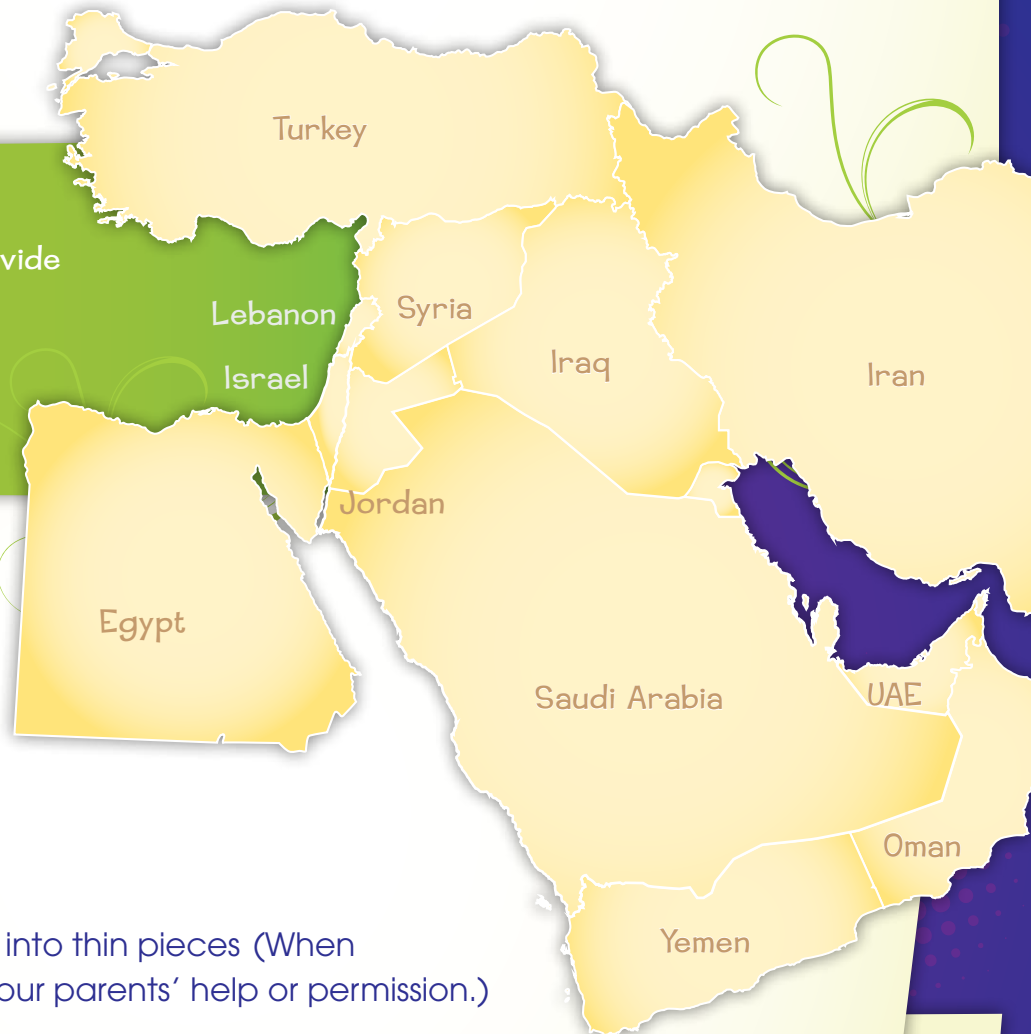 Turkey
vide
Lebanon
Syria
Israel
Iraq
Iran
Jordan
Egypt
Saudi Arabia
UAE
Oman
Yemen
into thin pieces (When
our parents' help or permission.)